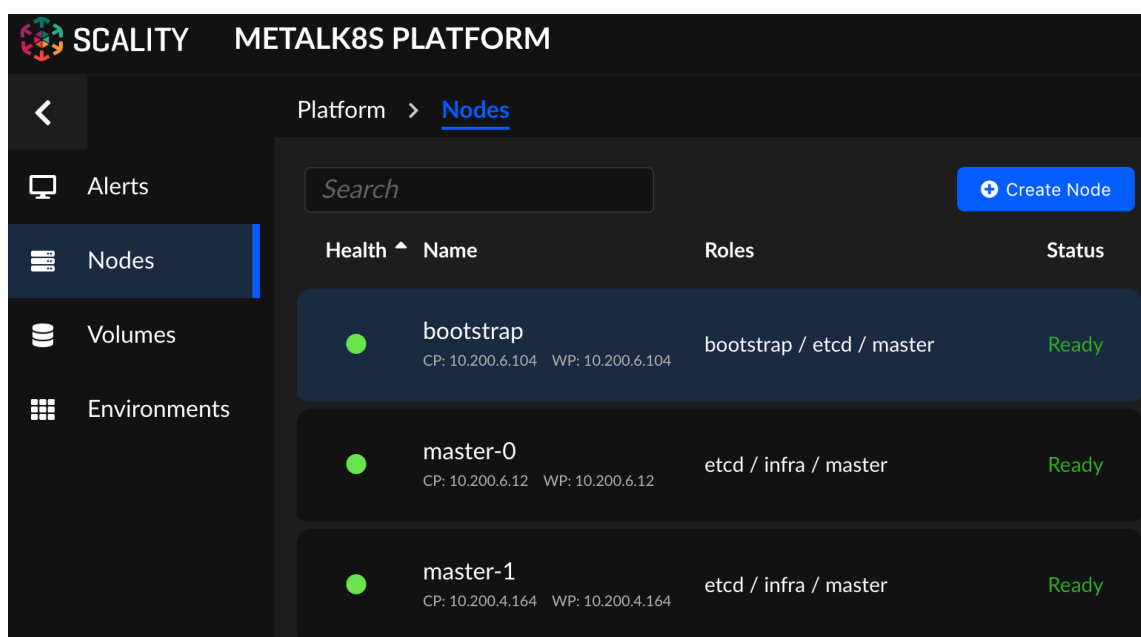 SCALITY METALK8S PLATFORM
Platform > Nodes
Alerts
Nodes
Volumes
Environments
Search
Create Node
Health Name Roles Status
bootstrap
CP: 10.200.6.104 WP: 10.200.6.104
bootstrap / etcd / master
Ready
master-0
CP: 10.200.6.12 WP: 10.200.6.12
etcd / infra / master
Ready
master-1
CP: 10.200.4.164 WP: 10.200.4.164
etcd / infra / master
Ready